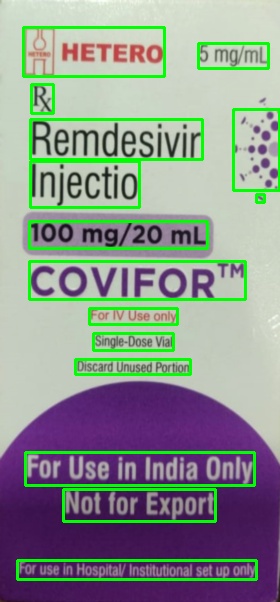 HETERO
HETERO
5 mg/mL
Rx
Remdesivir
Injectio
100 mg/20 mL
COVIFOR™
For IV Use only
Single-Dose Vial
Discard Unused Portion
For Use in India Only
Not for Export
For use in Hospital/ Institutional set up only